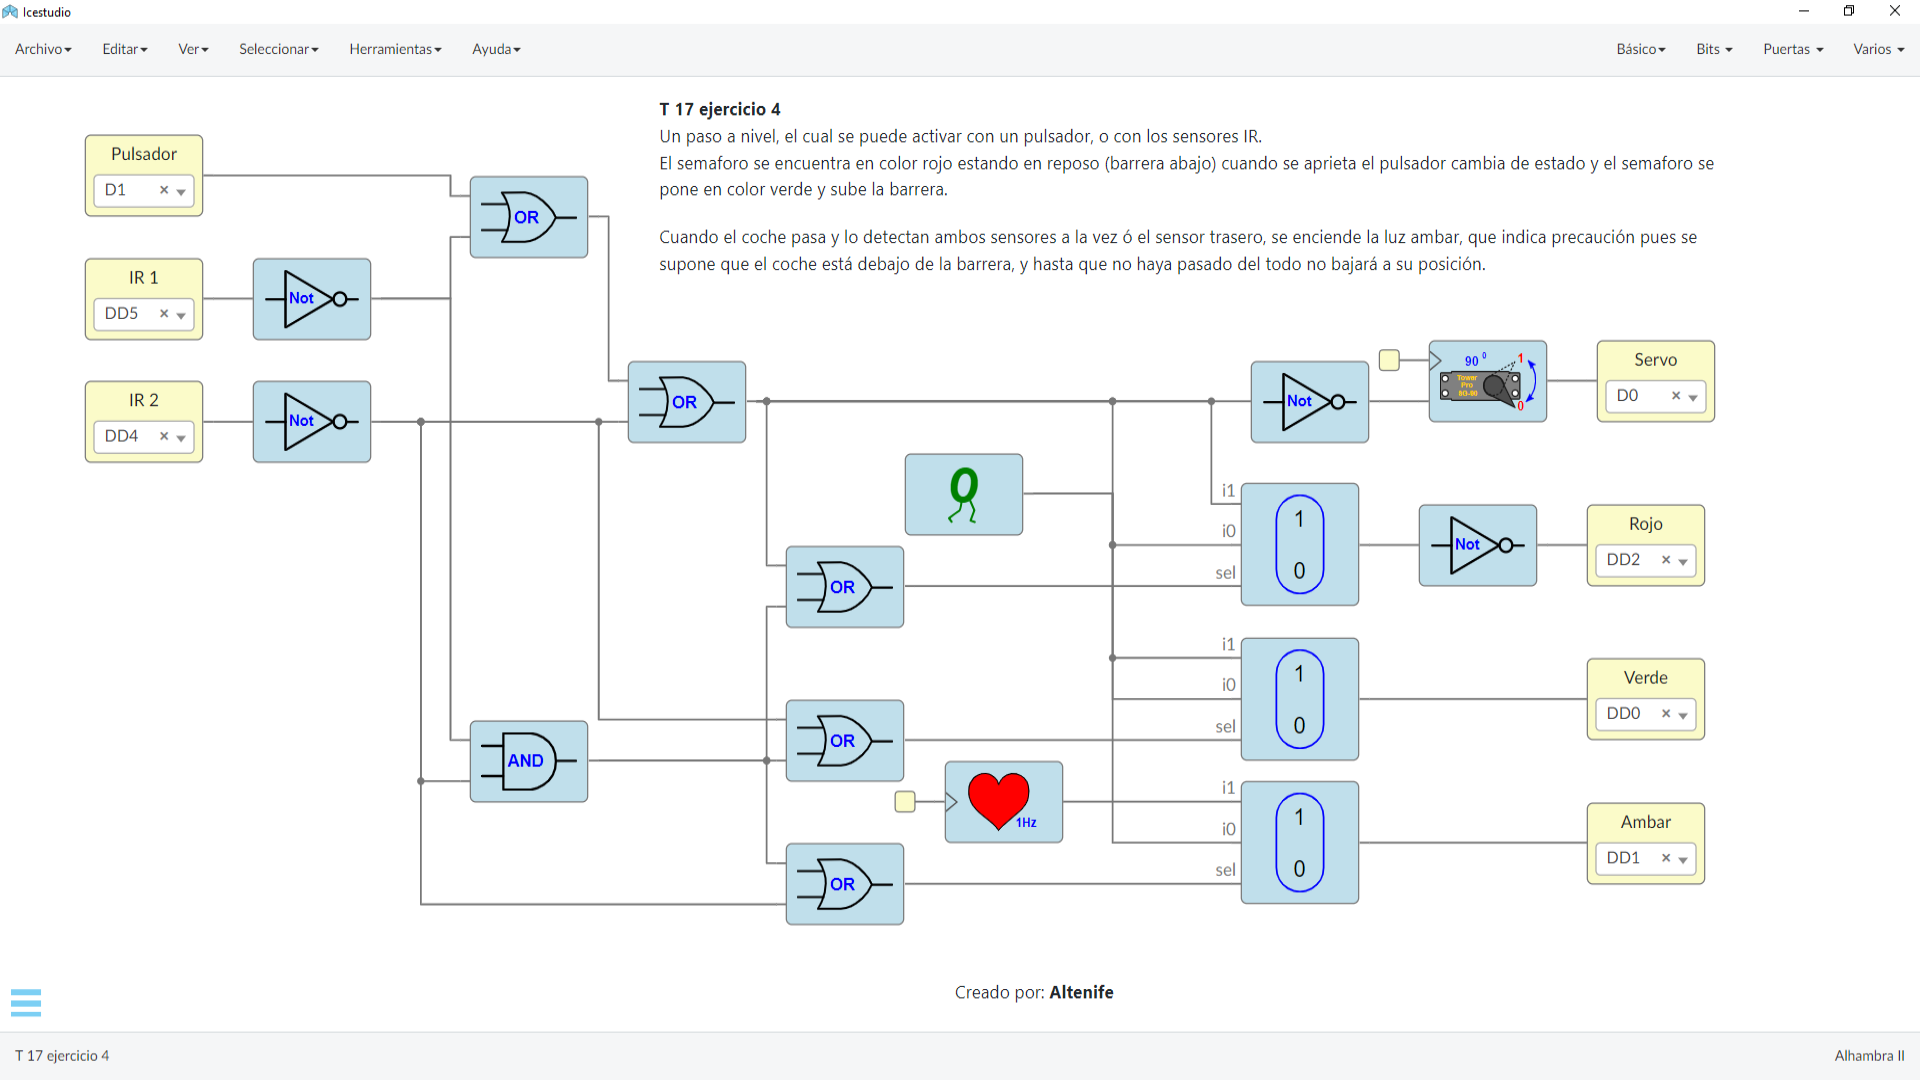 Icestudio
Archivo Editar Ver Seleccionar Herramientas Ayuda Básico Bits Puertas Varios
T 17 ejercicio 4
Un paso a nivel, el cual se puede activar con un pulsador, o con los sensores IR.
El semaforo se encuentra en color rojo estando en reposo (barrera abajo) cuando se aprieta el pulsador cambia de estado y el semaforo se
pone en color verde y sube la barrera.
Cuando el coche pasa y lo detectan ambos sensores a la vez ó el sensor trasero, se enciende la luz ambar, que indica precaución pues se
supone que el coche está debajo de la barrera, y hasta que no haya pasado del todo no bajará a su posición.
Pulsador
D1
OR
IR 1
DD5
Not
IR 2
DD4
Not
OR
Not
90 0
1
Tower
Pro
0
Servo
D0
0
i1
i0
sel
1
0
Not
Rojo
DD2
OR
i1
i0
sel
1
0
Verde
DD0
OR
AND
1Hz
i1
i0
sel
1
0
Ambar
DD1
OR
Creado por: Altenife
T 17 ejercicio 4
Alhambra II